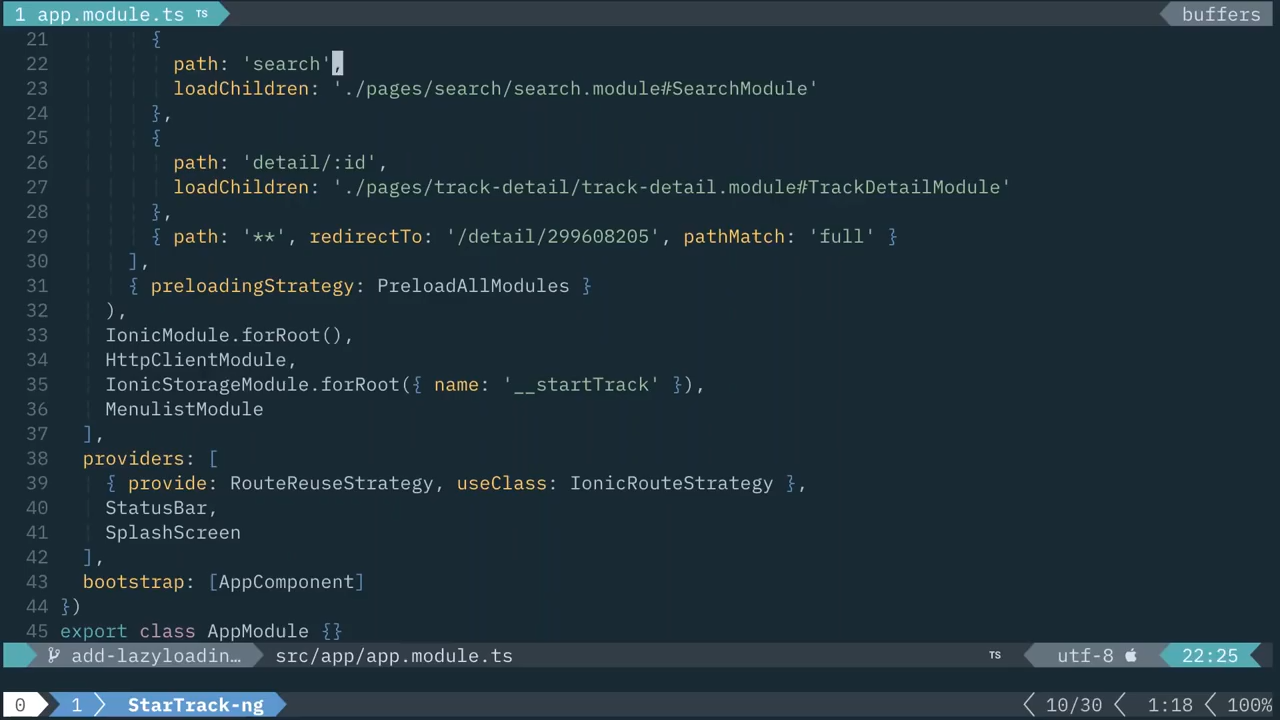 1 app.module.ts TS buffers
21 {
22 path: 'search',
23 loadChildren: './pages/search/search.module#SearchModule'
24 },
25 {
26 path: 'detail/:id',
27 loadChildren: './pages/track-detail/track-detail.module#TrackDetailModule'
28 },
29 { path: '**', redirectTo: '/detail/299608205', pathMatch: 'full' }
30 ],
31 { preloadingStrategy: PreloadAllModules }
32 ),
33 IonicModule.forRoot(),
34 HttpClientModule,
35 IonicStorageModule.forRoot({ name: '__startTrack' }),
36 MenulistModule
37 ],
38 providers: [
39 { provide: RouteReuseStrategy, useClass: IonicRouteStrategy },
40 StatusBar,
41 SplashScreen
42 ],
43 bootstrap: [AppComponent]
44 })
45 export class AppModule {}
add-lazyloadin… src/app/app.module.ts TS utf-8 22:25
0 1 StarTrack-ng 10/30 1:18 100%